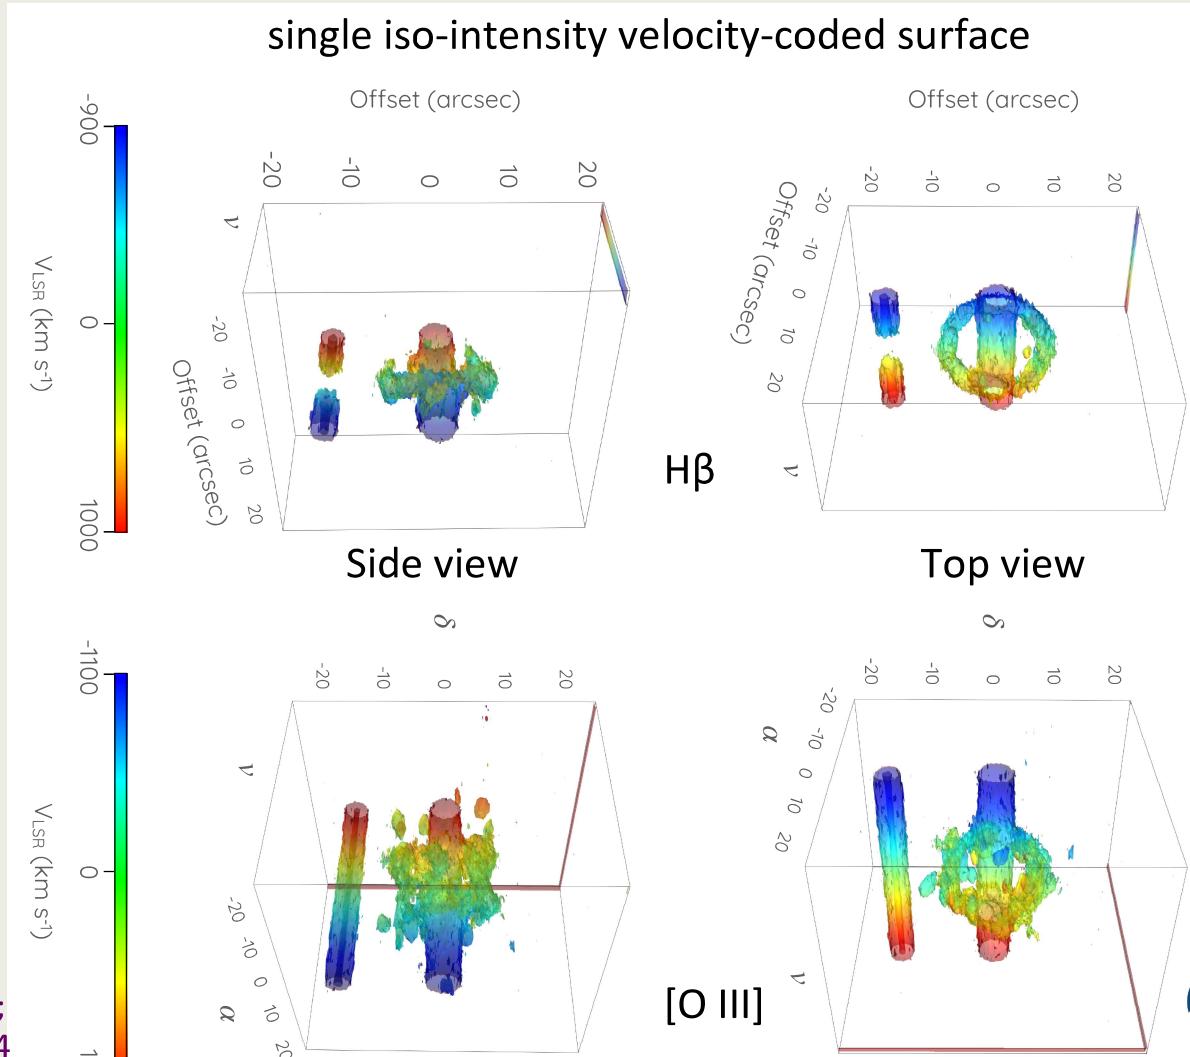 single iso-intensity velocity-coded surface
Offset (arcsec)
Offset (arcsec)
-900
0
1000
V_LSR (km s⁻¹)
-20
-10
0
10
20
ν
-20
-10
0
10
20
Offset (arcsec)
-20
-10
0
10
20
Offset (arcsec)
-20
-10
0
10
20
ν
Hβ
Side view
Top view
-1100
0
V_LSR (km s⁻¹)
δ
-20
-10
0
10
20
ν
-20
-10
0
10
20
α
δ
-20
-10
0
10
20
-20
-10
0
10
20
α
ν
[O III]